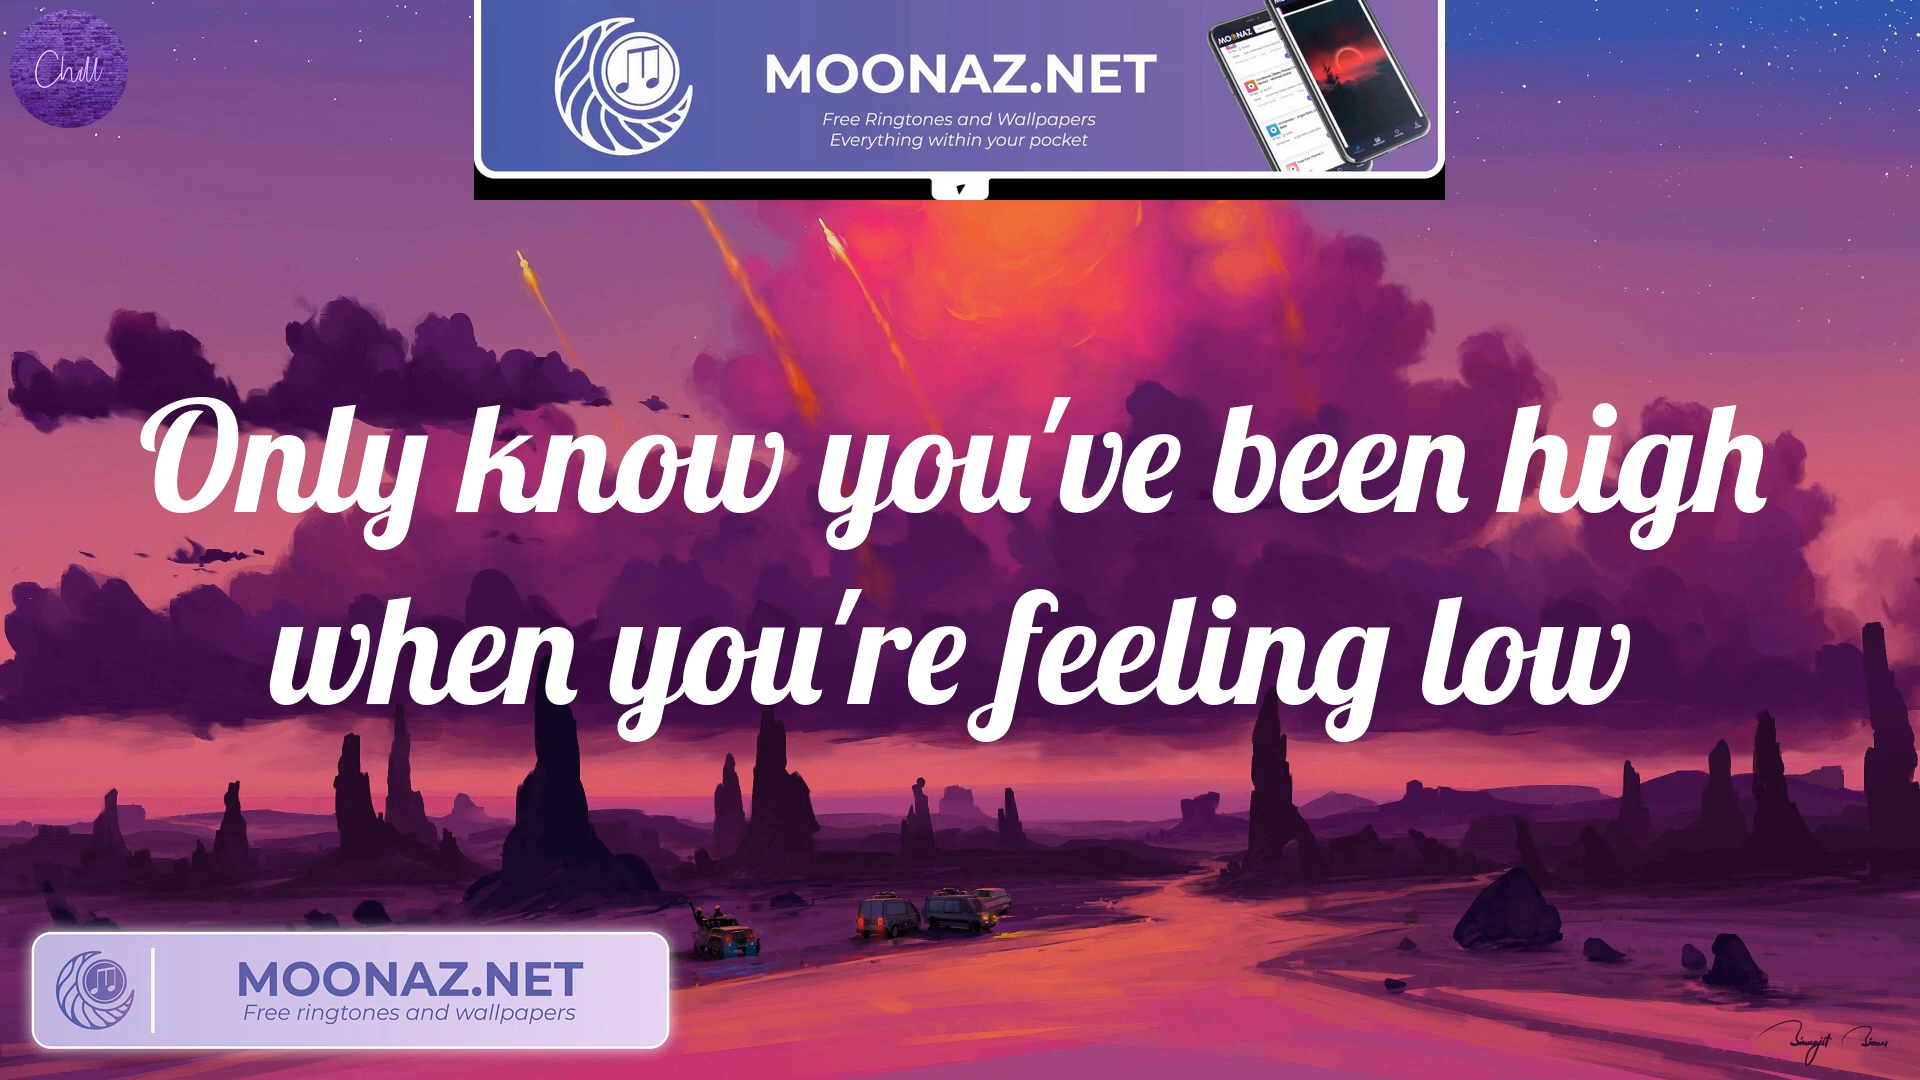 Chill
MOONAZ.NET
Free Ringtones and Wallpapers
Everything within your pocket
Only know you've been high
when you're feeling low
MOONAZ.NET
Free ringtones and wallpapers